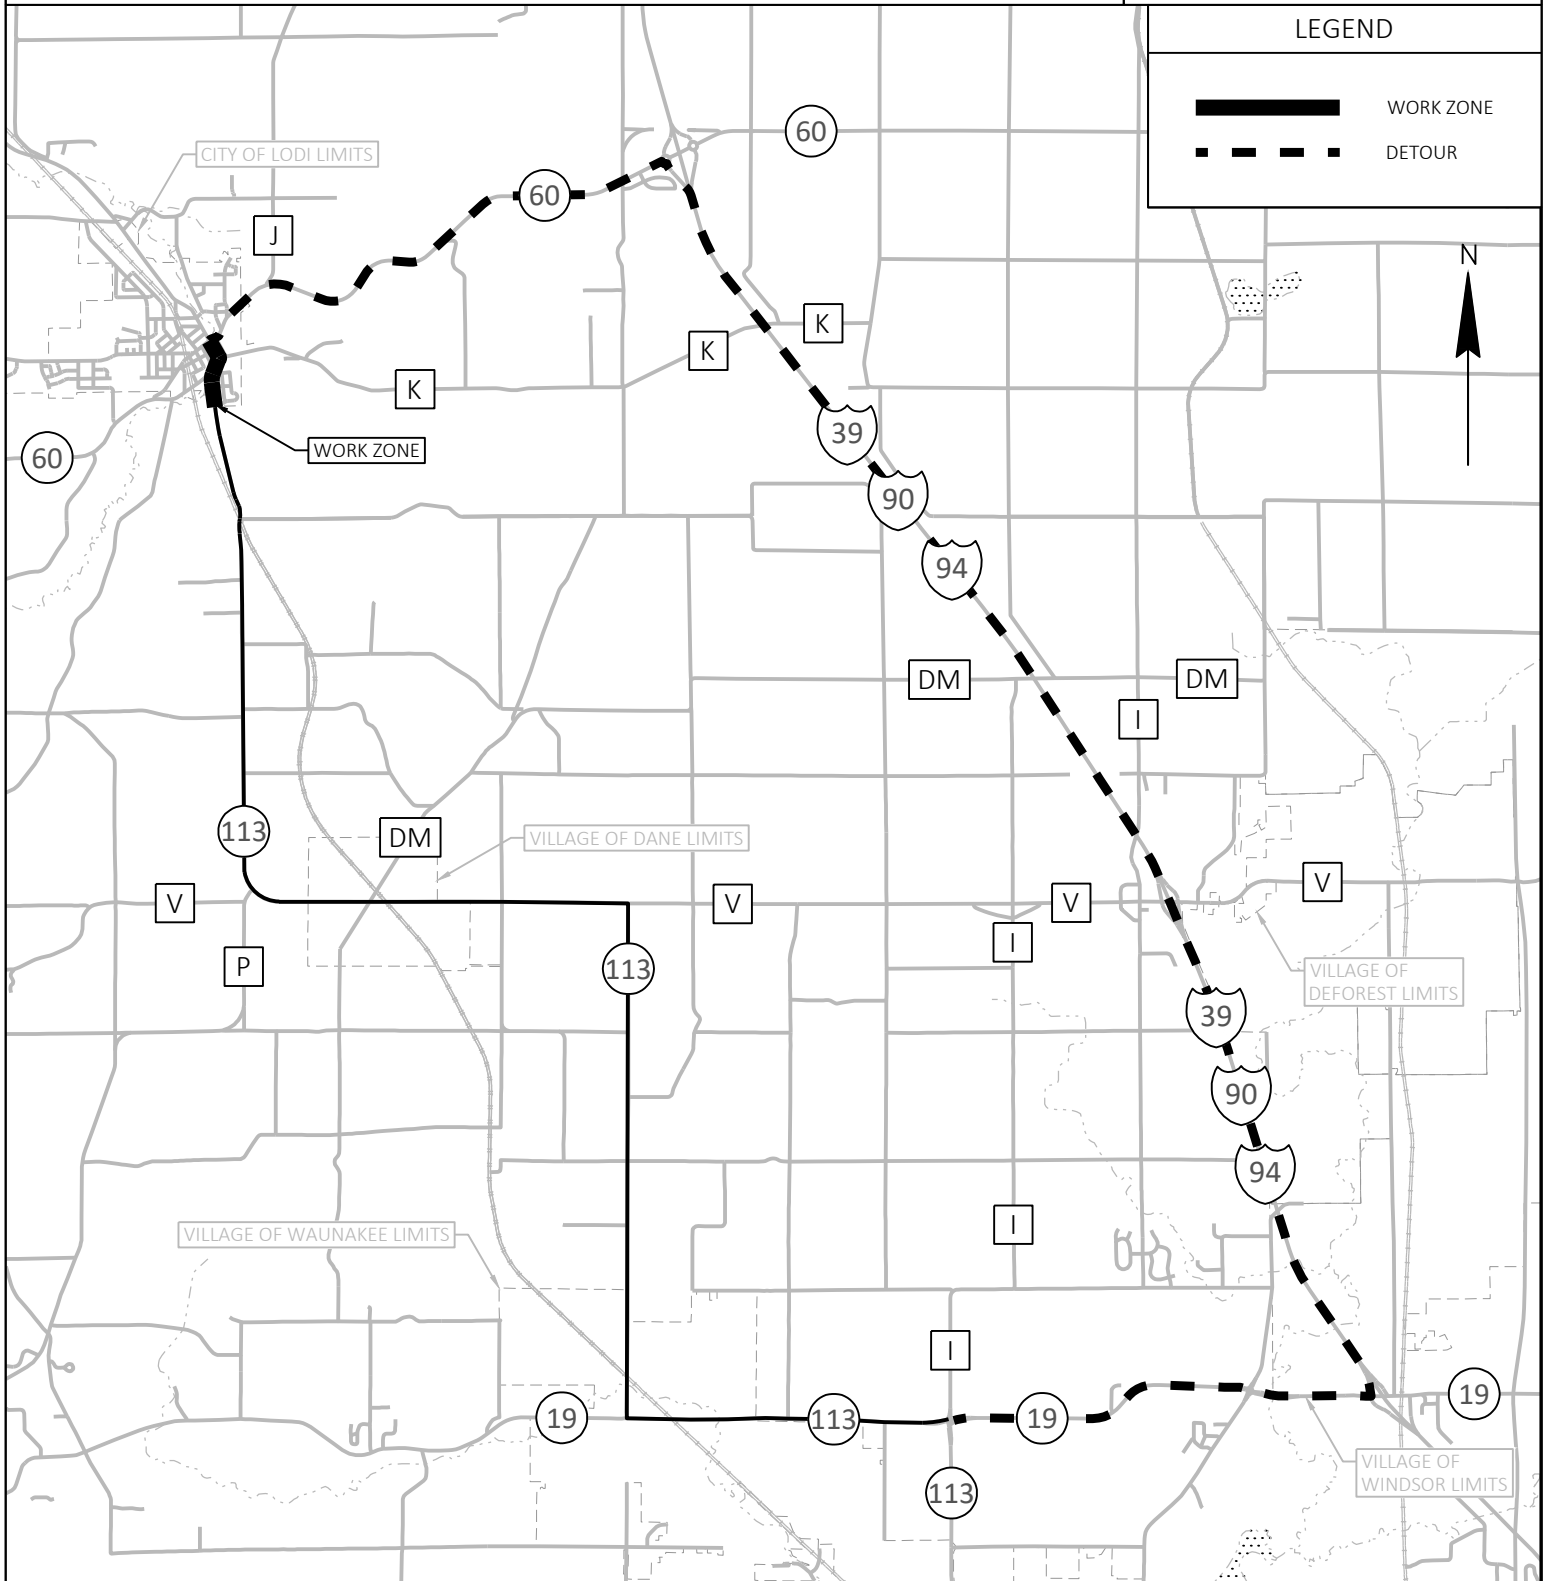 LEGEND
WORK ZONE
DETOUR
60
CITY OF LODI LIMITS
60
J
N
K
K
K
39
WORK ZONE
60
90
94
DM
DM
I
113
DM
VILLAGE OF DANE LIMITS
V
V
V
V
I
P
113
VILLAGE OF
DEFOREST LIMITS
39
90
94
I
VILLAGE OF WAUNAKEE LIMITS
I
19
19
113
19
VILLAGE OF
WINDSOR LIMITS
113